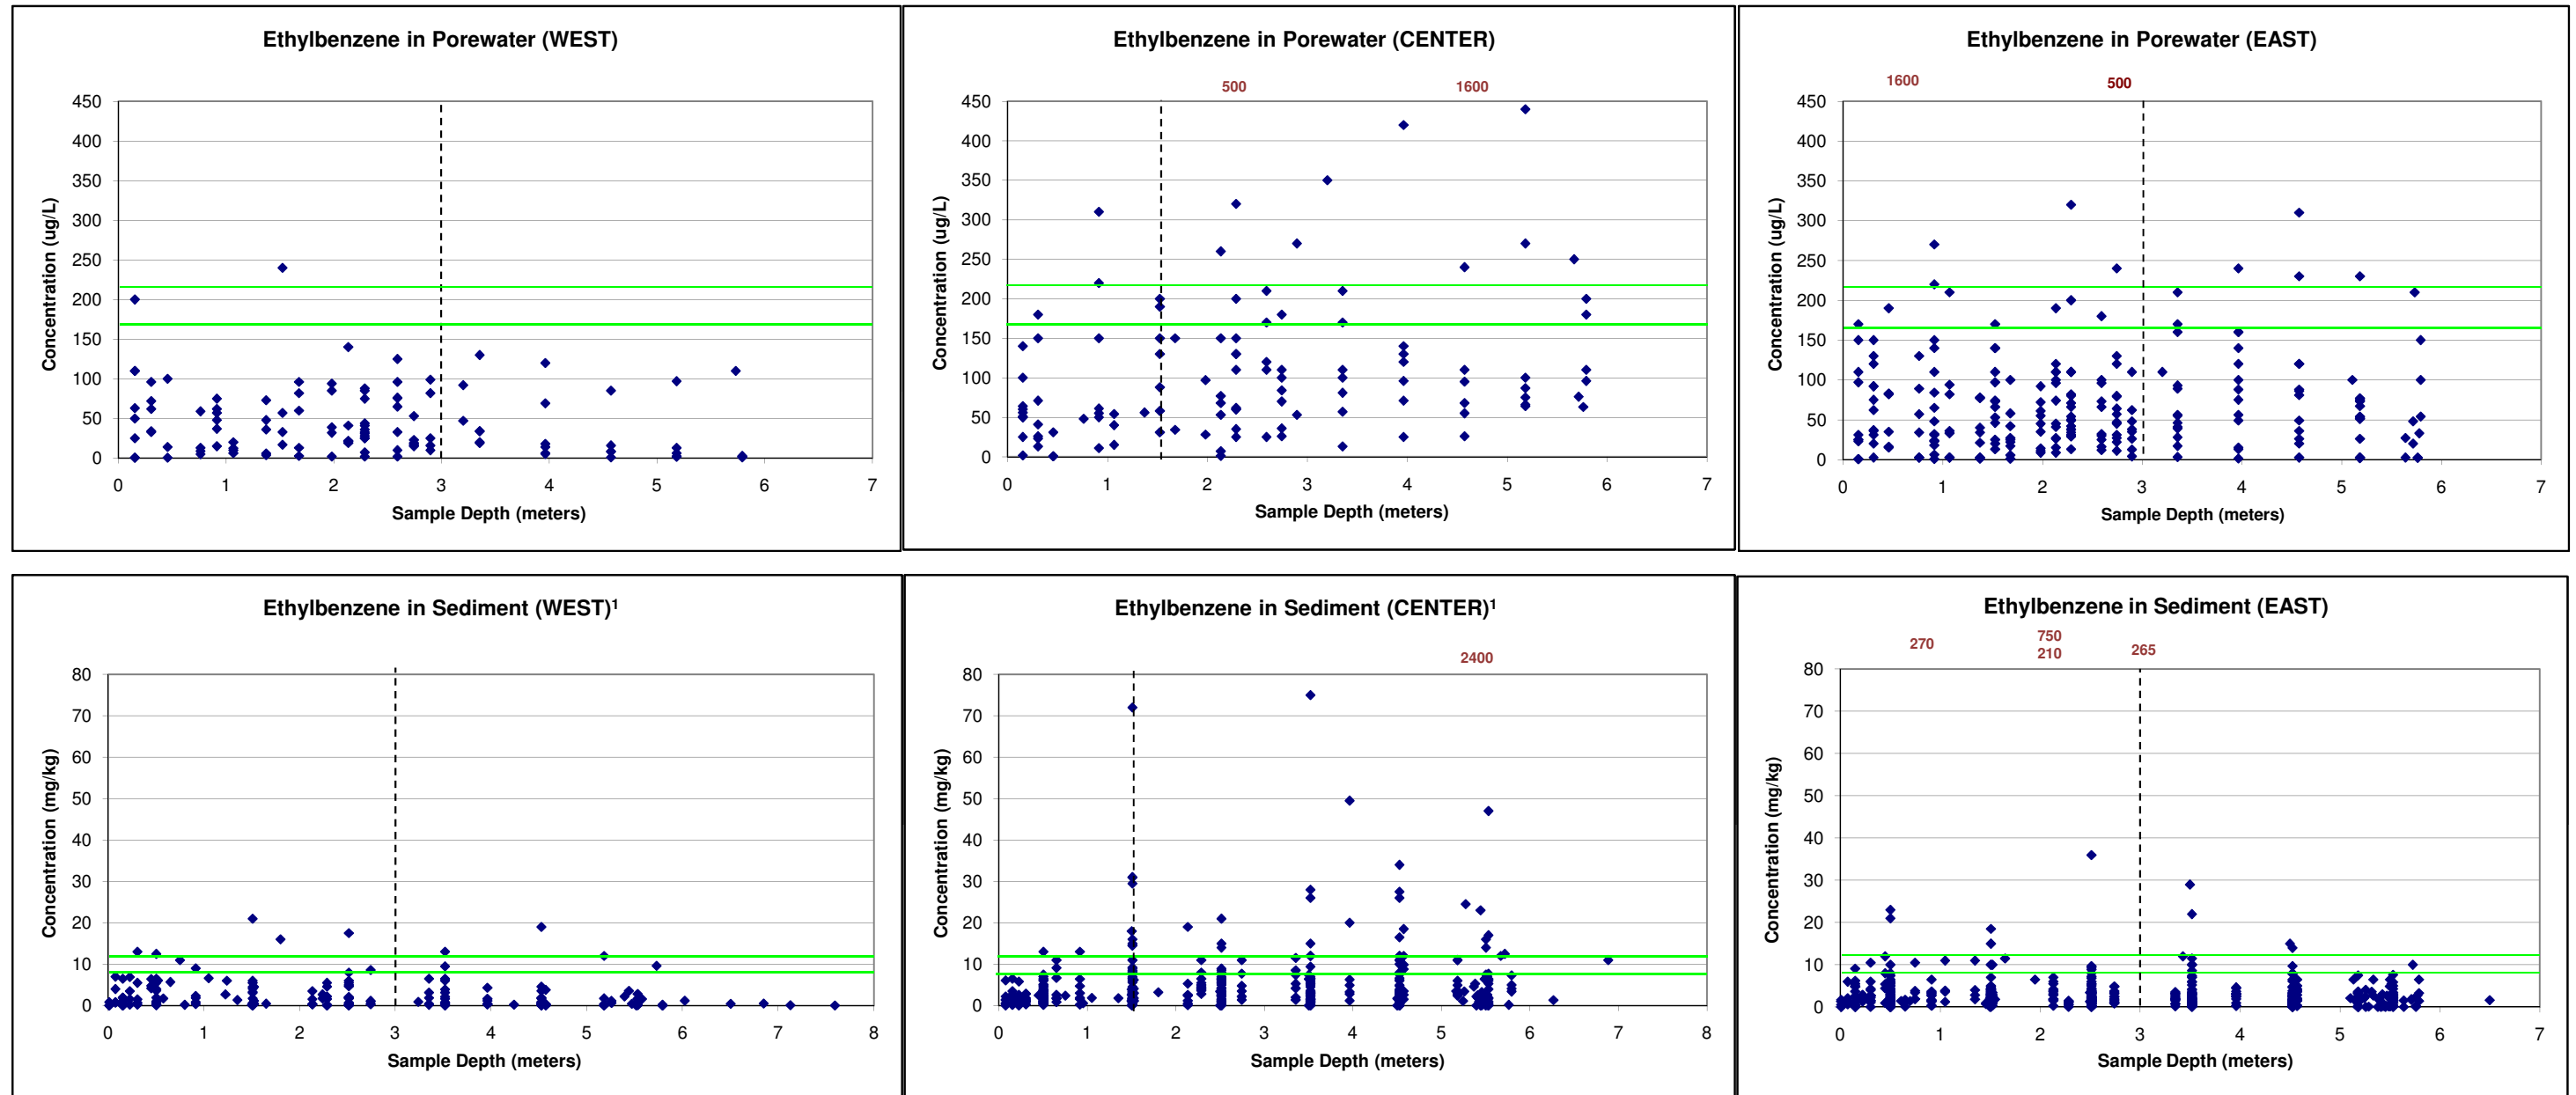 Ethylbenzene in Porewater (WEST)
450
400
350
300
250
200
150
100
50
0
Concentration (ug/L)
0 1 2 3 4 5 6 7
Sample Depth (meters)
Ethylbenzene in Porewater (CENTER)
500 1600
450
400
350
300
250
200
150
100
50
0
Concentration (ug/L)
0 1 2 3 4 5 6 7
Sample Depth (meters)
Ethylbenzene in Porewater (EAST)
1600 500
450
400
350
300
250
200
150
100
50
0
Concentration (ug/L)
0 1 2 3 4 5 6 7
Sample Depth (meters)
Ethylbenzene in Sediment (WEST)¹
80
70
60
50
40
30
20
10
0
Concentration (mg/kg)
0 1 2 3 4 5 6 7 8
Sample Depth (meters)
Ethylbenzene in Sediment (CENTER)¹
2400
80
70
60
50
40
30
20
10
0
Concentration (mg/kg)
0 1 2 3 4 5 6 7 8
Sample Depth (meters)
Ethylbenzene in Sediment (EAST)
750
270 210 265
80
70
60
50
40
30
20
10
0
Concentration (mg/kg)
0 1 2 3 4 5 6 7
Sample Depth (meters)